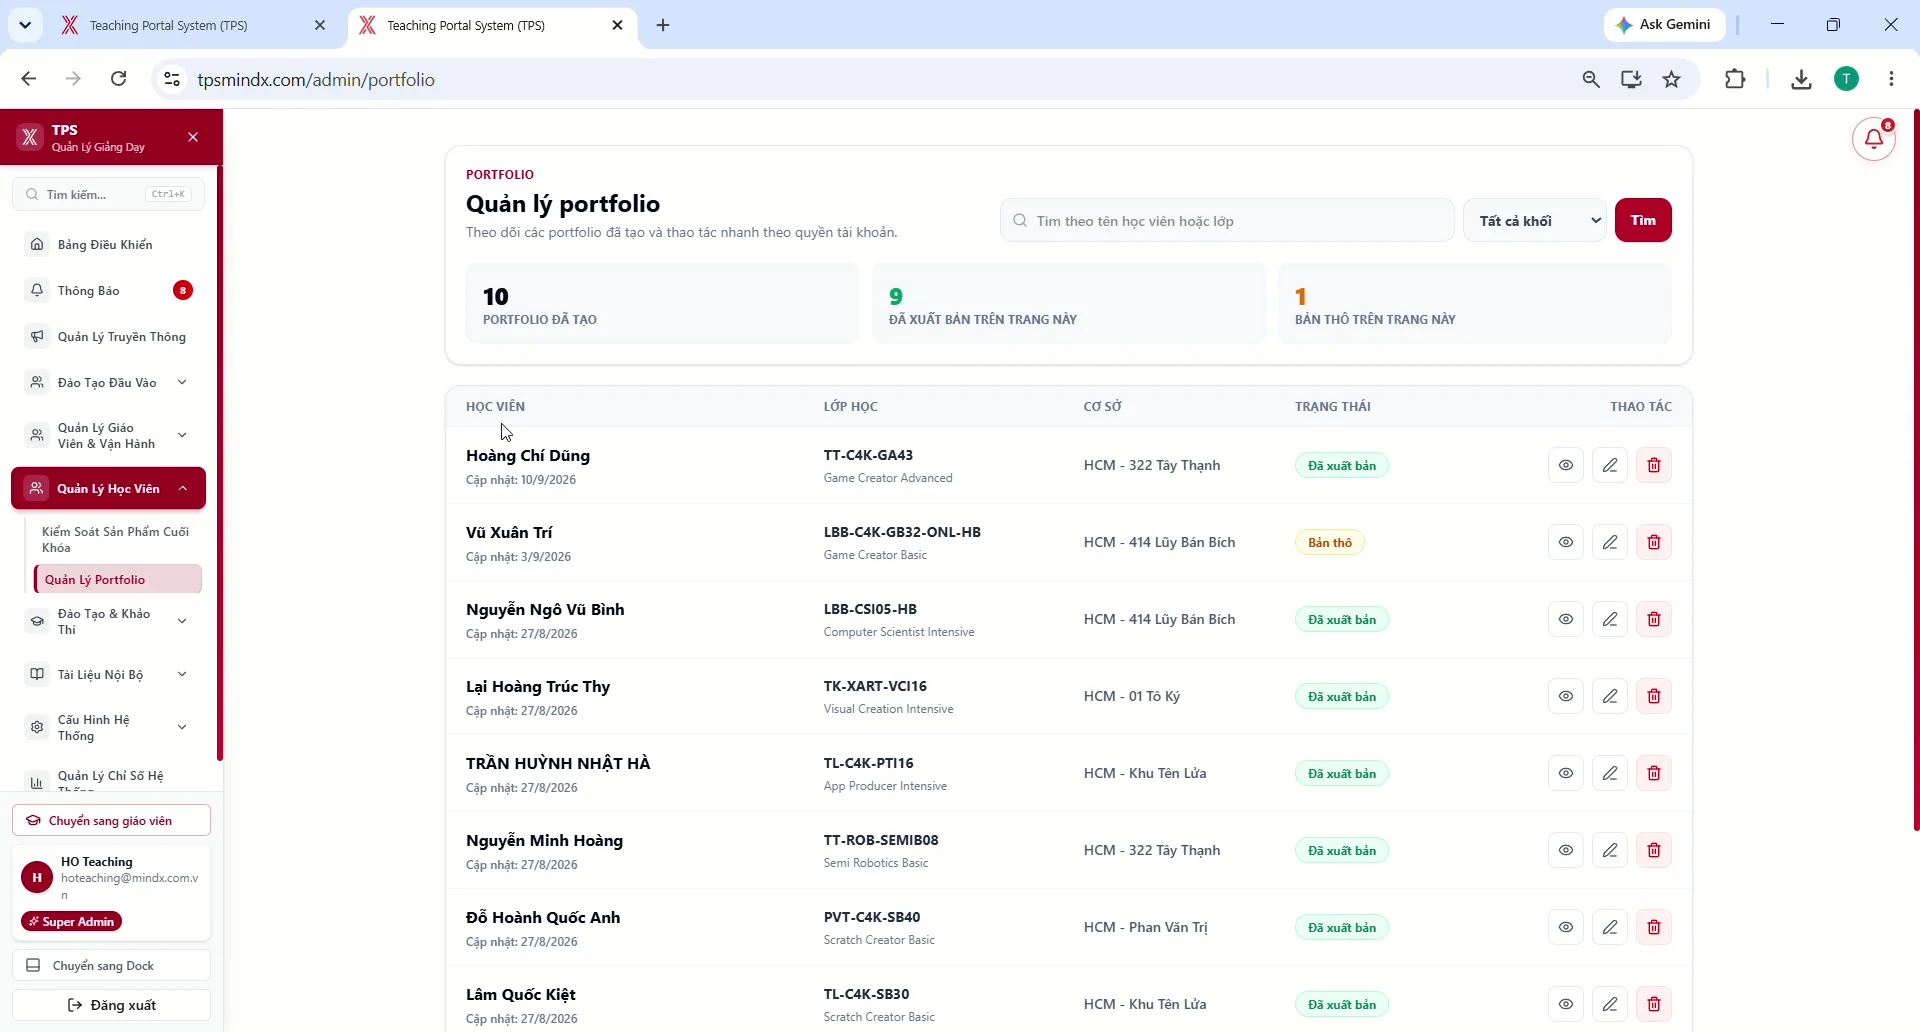 Teaching Portal System (TPS)
Teaching Portal System (TPS)
Ask Gemini
tpsmindx.com/admin/portfolio
T
TPS
Quản Lý Giảng Dạy
Tìm kiếm...
Ctrl+K
Bảng Điều Khiển
Thông Báo
8
Quản Lý Truyền Thông
Đào Tạo Đầu Vào
Quản Lý Giáo
Viên & Vận Hành
Quản Lý Học Viên
Kiểm Soát Sản Phẩm Cuối
Khóa
Quản Lý Portfolio
Đào Tạo & Khảo
Thí
Tài Liệu Nội Bộ
Cấu Hình Hệ
Thống
Quản Lý Chỉ Số Hệ
Thống
Chuyển sang giáo viên
H
HO Teaching
hoteaching@mindx.com.v
n
Super Admin
Chuyển sang Dock
Đăng xuất
8
PORTFOLIO
Quản lý portfolio
Theo dõi các portfolio đã tạo và thao tác nhanh theo quyền tài khoản.
Tìm theo tên học viên hoặc lớp
Tất cả khối
Tìm
10
PORTFOLIO ĐÃ TẠO
9
ĐÃ XUẤT BẢN TRÊN TRANG NÀY
1
BẢN THÔ TRÊN TRANG NÀY
HỌC VIÊN LỚP HỌC CƠ SỞ TRẠNG THÁI THAO TÁC
Hoàng Chí Dũng
Cập nhật: 10/9/2026
TT-C4K-GA43
Game Creator Advanced
HCM - 322 Tây Thạnh
Đã xuất bản
Vũ Xuân Trí
Cập nhật: 3/9/2026
LBB-C4K-GB32-ONL-HB
Game Creator Basic
HCM - 414 Lũy Bán Bích
Bản thô
Nguyễn Ngô Vũ Bình
Cập nhật: 27/8/2026
LBB-CSI05-HB
Computer Scientist Intensive
HCM - 414 Lũy Bán Bích
Đã xuất bản
Lại Hoàng Trúc Thy
Cập nhật: 27/8/2026
TK-XART-VCI16
Visual Creation Intensive
HCM - 01 Tô Ký
Đã xuất bản
TRẦN HUỲNH NHẬT HÀ
Cập nhật: 27/8/2026
TL-C4K-PTI16
App Producer Intensive
HCM - Khu Tên Lửa
Đã xuất bản
Nguyễn Minh Hoàng
Cập nhật: 27/8/2026
TT-ROB-SEMIB08
Semi Robotics Basic
HCM - 322 Tây Thạnh
Đã xuất bản
Đỗ Hoành Quốc Anh
Cập nhật: 27/8/2026
PVT-C4K-SB40
Scratch Creator Basic
HCM - Phan Văn Trị
Đã xuất bản
Lâm Quốc Kiệt
Cập nhật: 27/8/2026
TL-C4K-SB30
Scratch Creator Basic
HCM - Khu Tên Lửa
Đã xuất bản